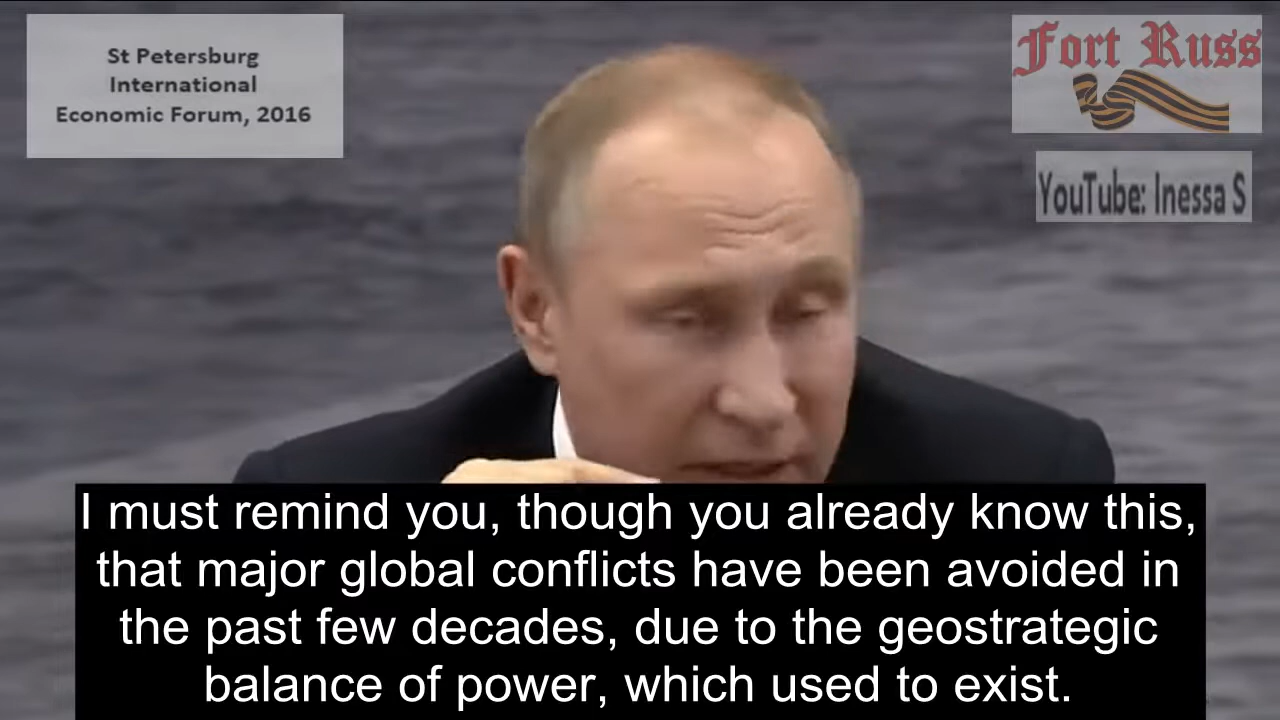 St Petersburg
International
Economic Forum, 2016
Fort Russ
YouTube: Inessa S
I must remind you, though you already know this,
that major global conflicts have been avoided in
the past few decades, due to the geostrategic
balance of power, which used to exist.